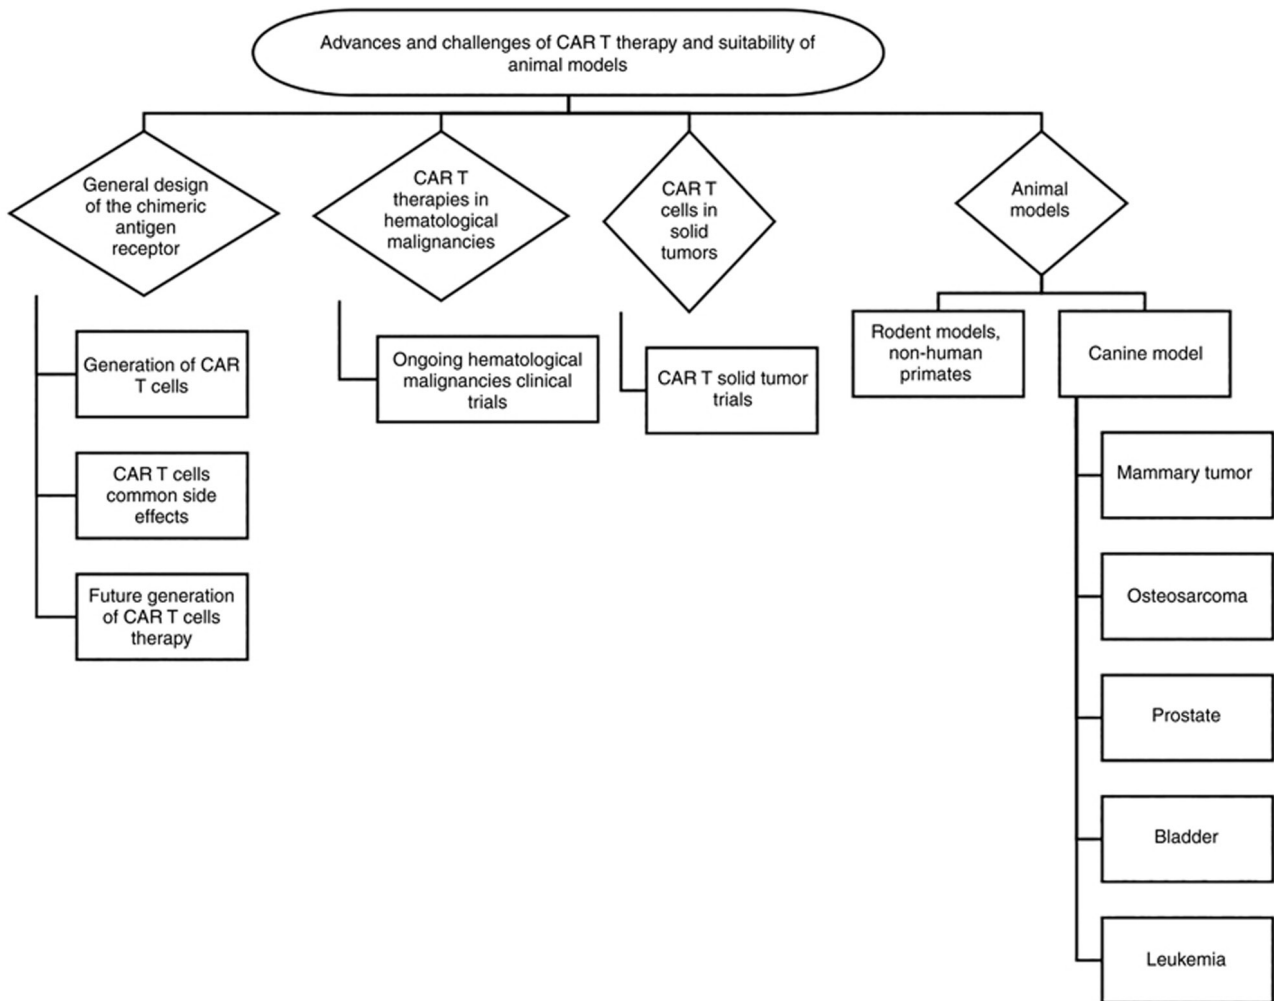 Advances and challenges of CAR T therapy and suitability of
animal models
General design
of the chimeric
antigen
receptor
CAR T
therapies in
hematological
malignancies
CAR T
cells in
solid
tumors
Animal
models
Generation of CAR
T cells
CAR T cells
common side
effects
Future generation
of CAR T cells
therapy
Ongoing hematological
malignancies clinical
trials
CAR T solid tumor
trials
Rodent models,
non-human
primates
Canine model
Mammary tumor
Osteosarcoma
Prostate
Bladder
Leukemia